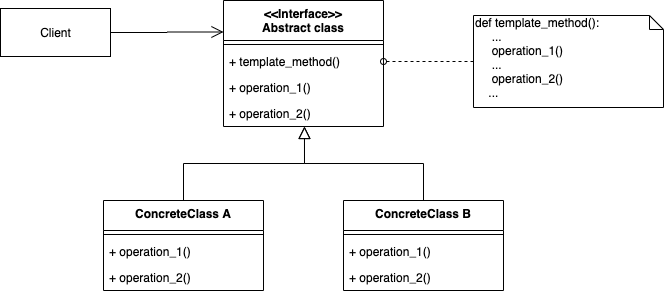 Client
<<Interface>>
Abstract class
+ template_method()
+ operation_1()
+ operation_2()
def template_method():
...
operation_1()
...
operation_2()
...
ConcreteClass A
+ operation_1()
+ operation_2()
ConcreteClass B
+ operation_1()
+ operation_2()